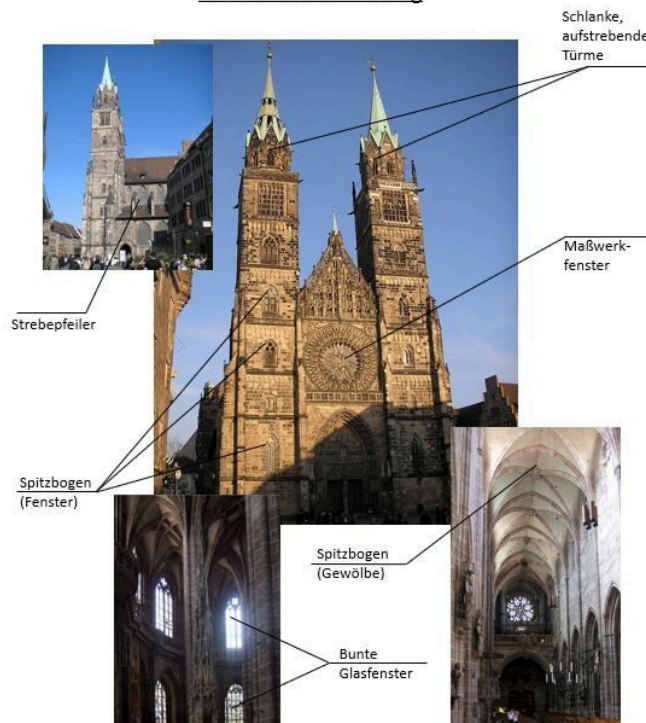 Schlanke,
aufstrebende
Türme
Maßwerk-
fenster
Strebepfeiler
Spitzbogen
(Fenster)
Spitzbogen
(Gewölbe)
Bunte
Glasfenster